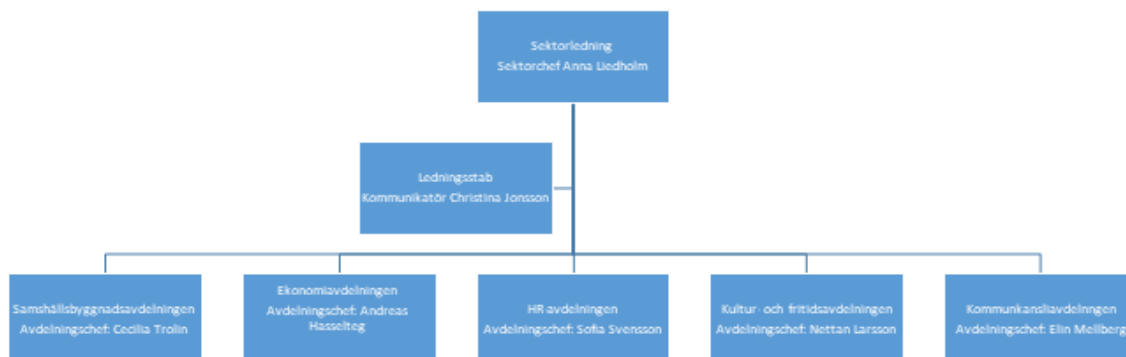 Sektorledning
Sektorchef Anna Liedholm
Ledningsstab
Kommunikatör Christina Jonsson
Samshällsbyggnadsavdelningen
Avdelningschef: Cecilia Trolin
Ekonomiavdelningen
Avdelningschef: Andreas
Hasselteg
HR avdelningen
Avdelningschef: Sofia Svensson
Kultur- och fritidsavdelningen
Avdelningschef: Nettan Larsson
Kommunkansliavdelningen
Avdelningschef: Elin Mellberg